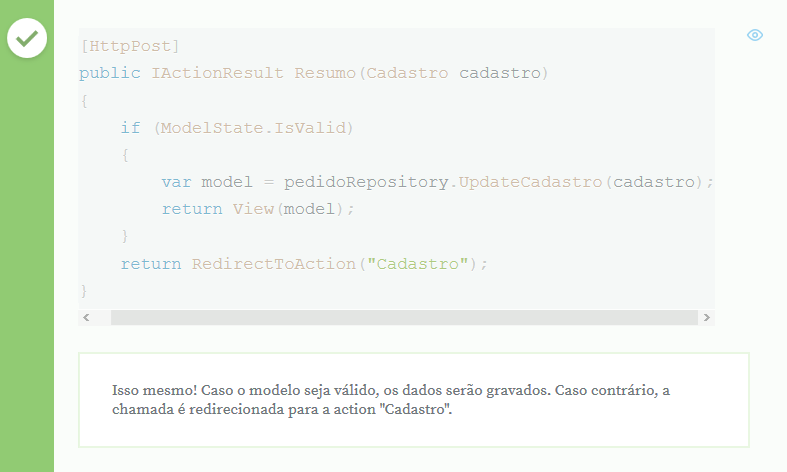 [HttpPost]
public IActionResult Resumo(Cadastro cadastro)
{
    if (ModelState.IsValid)
    {
        var model = pedidoRepository.UpdateCadastro(cadastro);
        return View(model);
    }
    return RedirectToAction("Cadastro");
}
Isso mesmo! Caso o modelo seja válido, os dados serão gravados. Caso contrário, a
chamada é redirecionada para a action "Cadastro".